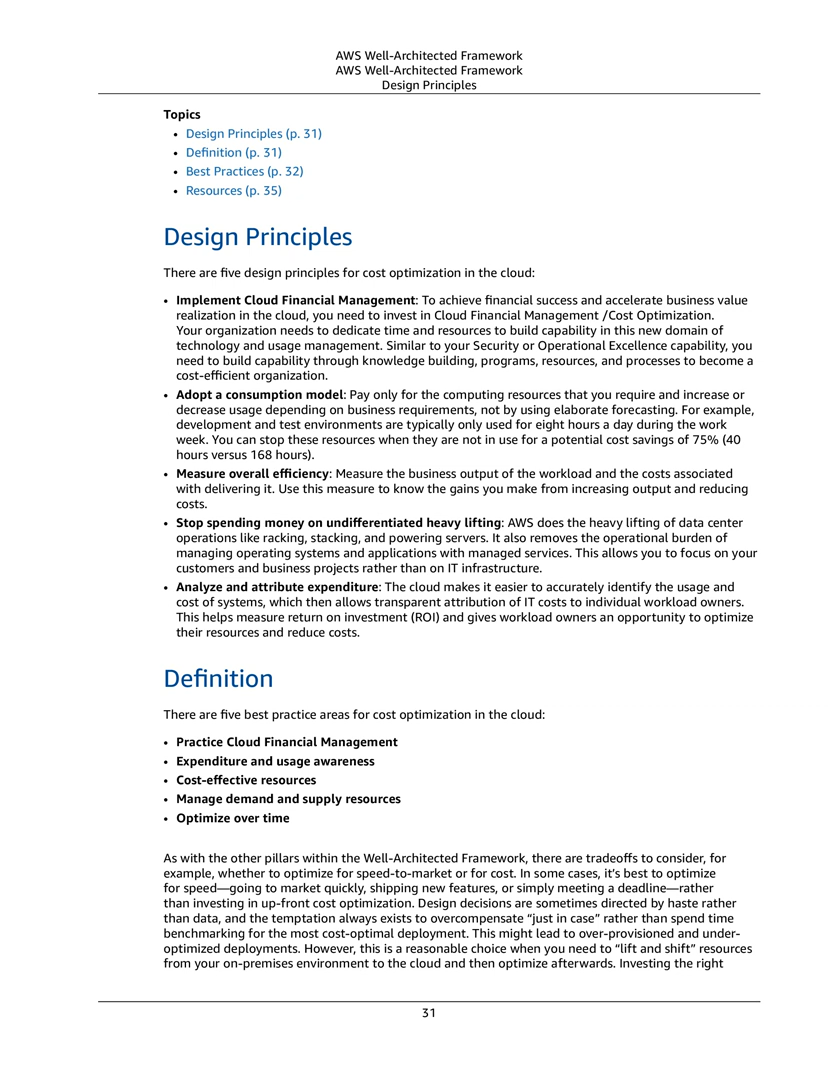 AWS Well-Architected Framework
AWS Well-Architected Framework
Design Principles
Topics
• Design Principles (p. 31)
• Definition (p. 31)
• Best Practices (p. 32)
• Resources (p. 35)
Design Principles
There are five design principles for cost optimization in the cloud:
• Implement Cloud Financial Management: To achieve financial success and accelerate business value
realization in the cloud, you need to invest in Cloud Financial Management /Cost Optimization.
Your organization needs to dedicate time and resources to build capability in this new domain of
technology and usage management. Similar to your Security or Operational Excellence capability, you
need to build capability through knowledge building, programs, resources, and processes to become a
cost-efficient organization.
• Adopt a consumption model: Pay only for the computing resources that you require and increase or
decrease usage depending on business requirements, not by using elaborate forecasting. For example,
development and test environments are typically only used for eight hours a day during the work
week. You can stop these resources when they are not in use for a potential cost savings of 75% (40
hours versus 168 hours).
• Measure overall efficiency: Measure the business output of the workload and the costs associated
with delivering it. Use this measure to know the gains you make from increasing output and reducing
costs.
• Stop spending money on undifferentiated heavy lifting: AWS does the heavy lifting of data center
operations like racking, stacking, and powering servers. It also removes the operational burden of
managing operating systems and applications with managed services. This allows you to focus on your
customers and business projects rather than on IT infrastructure.
• Analyze and attribute expenditure: The cloud makes it easier to accurately identify the usage and
cost of systems, which then allows transparent attribution of IT costs to individual workload owners.
This helps measure return on investment (ROI) and gives workload owners an opportunity to optimize
their resources and reduce costs.
Definition
There are five best practice areas for cost optimization in the cloud:
• Practice Cloud Financial Management
• Expenditure and usage awareness
• Cost-effective resources
• Manage demand and supply resources
• Optimize over time
As with the other pillars within the Well-Architected Framework, there are tradeoffs to consider, for
example, whether to optimize for speed-to-market or for cost. In some cases, it's best to optimize
for speed—going to market quickly, shipping new features, or simply meeting a deadline—rather
than investing in up-front cost optimization. Design decisions are sometimes directed by haste rather
than data, and the temptation always exists to overcompensate “just in case” rather than spend time
benchmarking for the most cost-optimal deployment. This might lead to over-provisioned and under-
optimized deployments. However, this is a reasonable choice when you need to “lift and shift” resources
from your on-premises environment to the cloud and then optimize afterwards. Investing the right
31